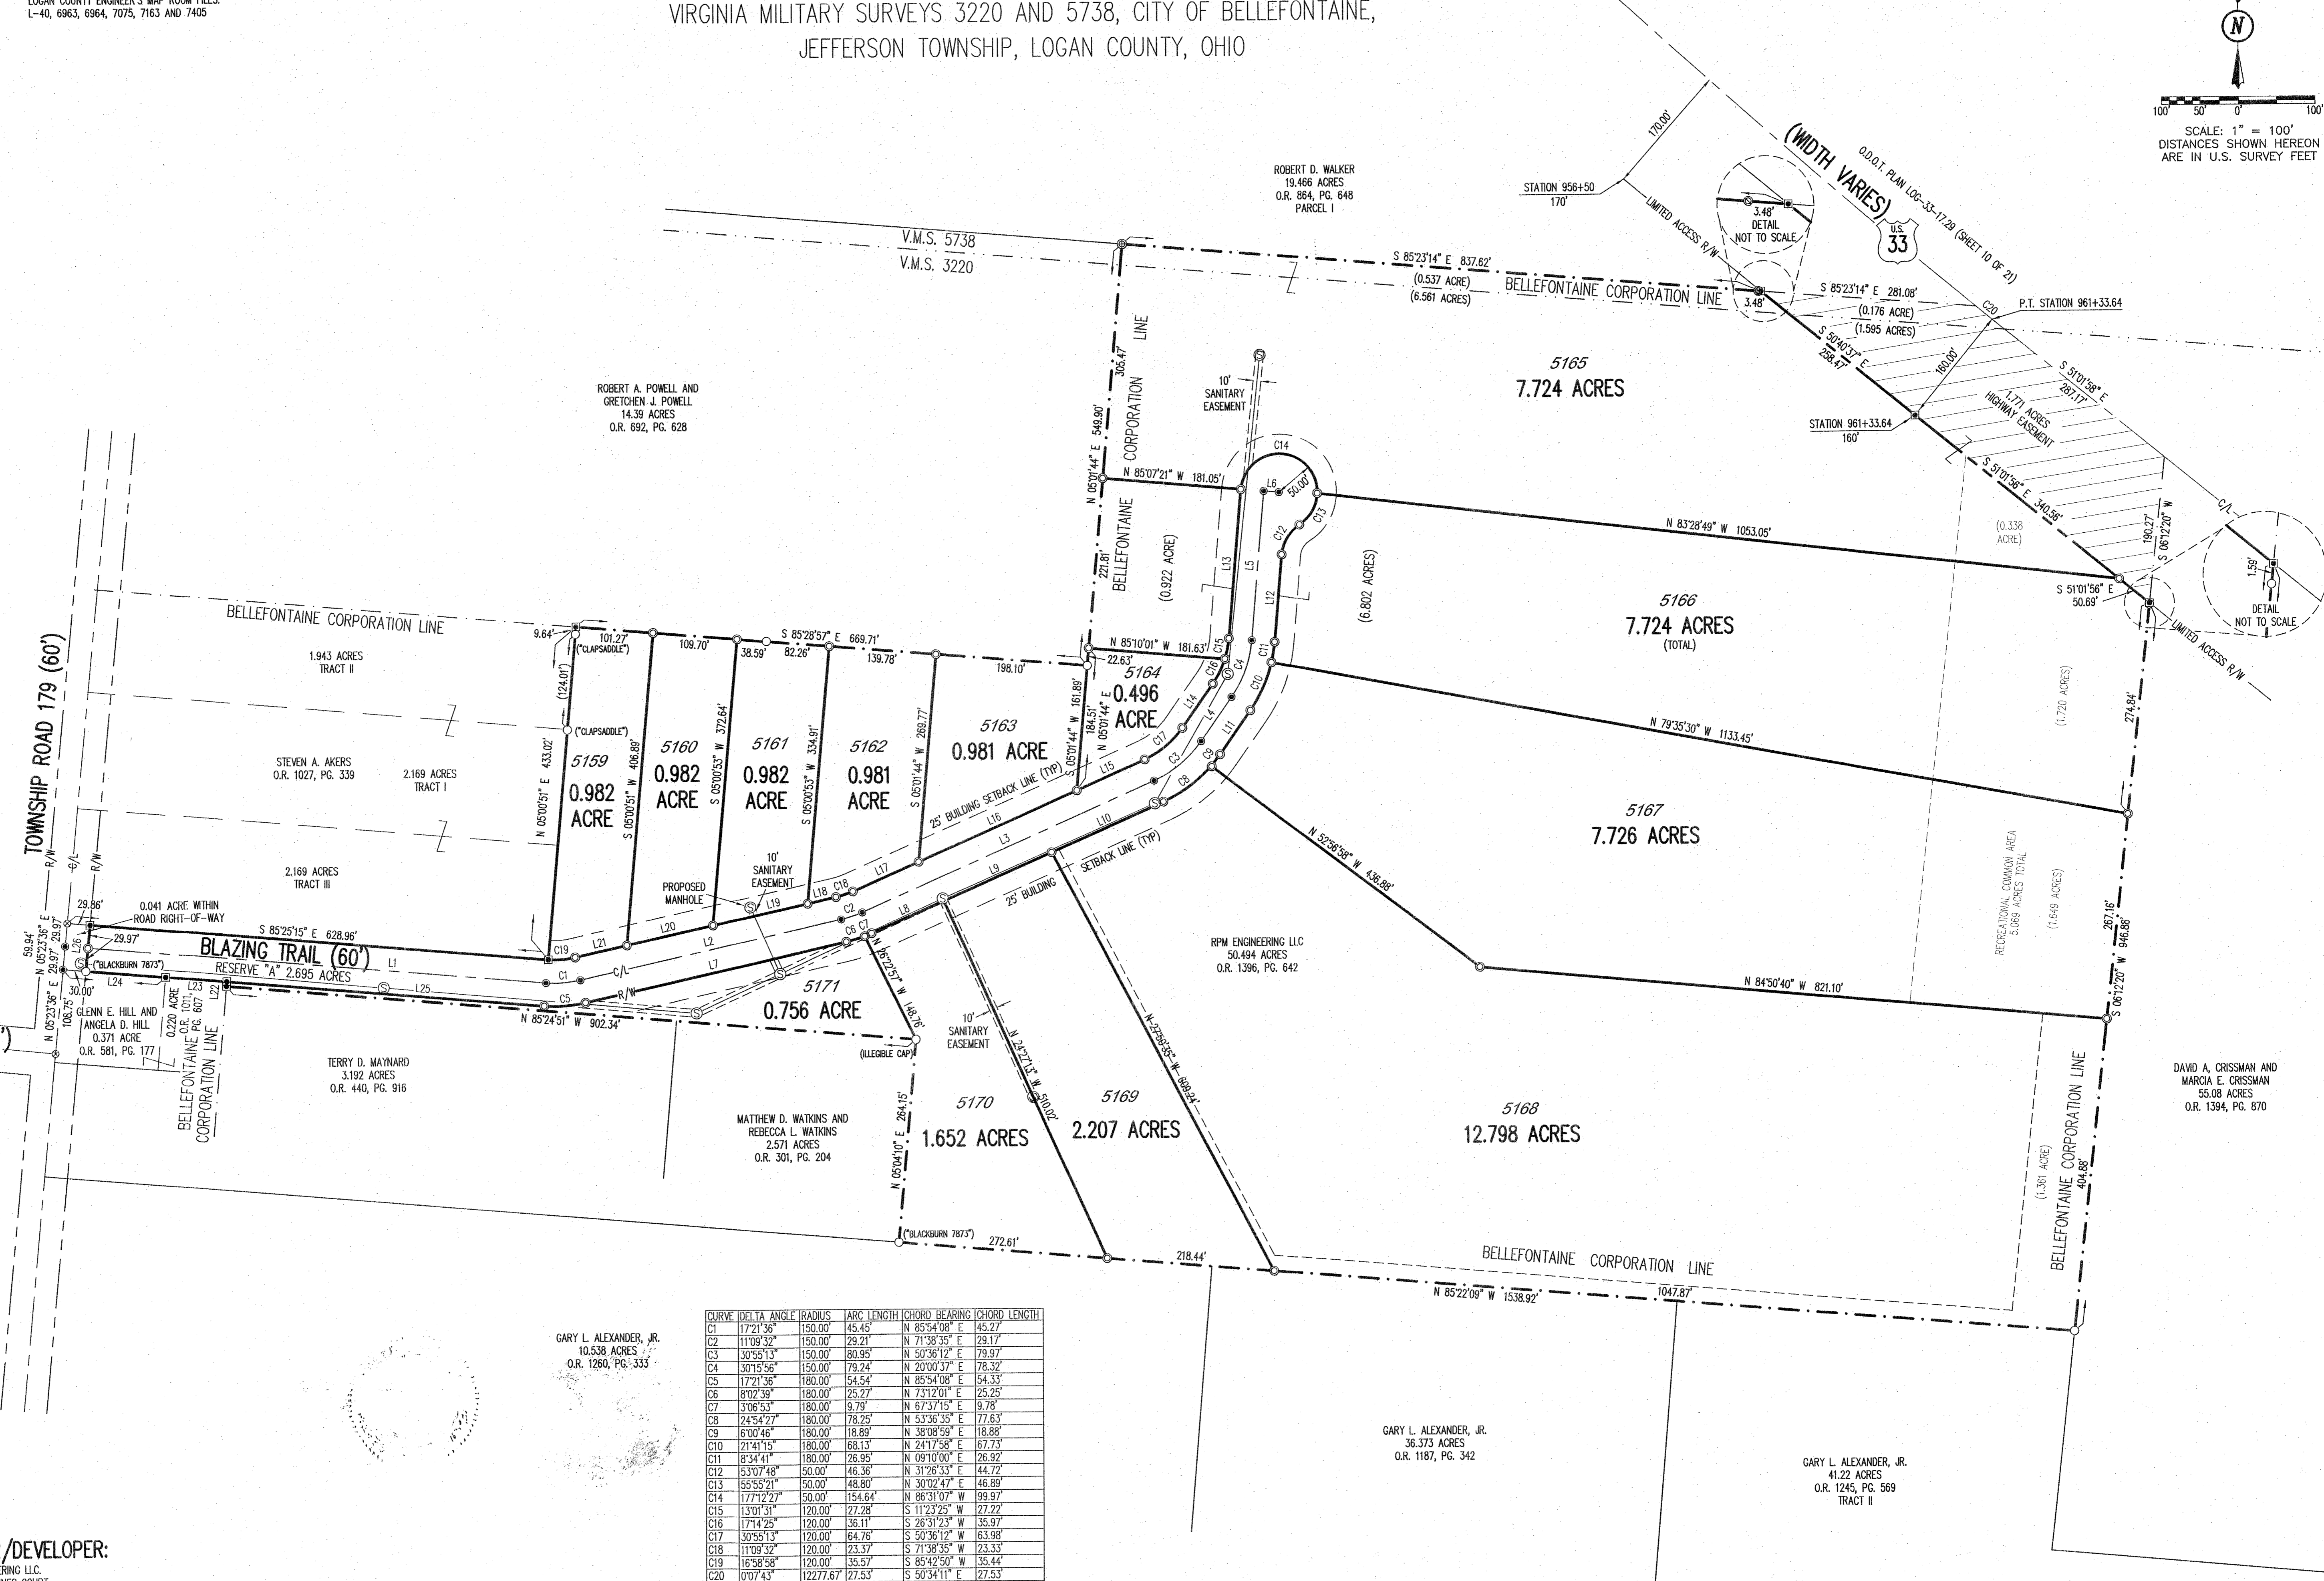 LOGAN COUNTY ENGINEER'S MAP ROOM FILES:
L-40, 6963, 6964, 7075, 7163 AND 7405
VIRGINIA MILITARY SURVEYS 3220 AND 5738, CITY OF BELLEFONTAINE,
JEFFERSON TOWNSHIP, LOGAN COUNTY, OHIO
N
100' 50' 0' 100'
SCALE: 1" = 100'
DISTANCES SHOWN HEREON
ARE IN U.S. SURVEY FEET
ROBERT D. WALKER
19.466 ACRES
O.R. 864, PG. 648
PARCEL I
170.00'
STATION 956+50
170'
LIMITED ACCESS R/W
(WIDTH VARIES)
O.D.O.T. PLAN LOG-33-17.29 (SHEET 10 OF 21)
U.S.
33
3.48'
DETAIL
NOT TO SCALE
V.M.S. 5738
V.M.S. 3220
S 85°23'14" E 837.62'
(0.537 ACRE)
(6.561 ACRES)
BELLEFONTAINE CORPORATION LINE
3.48'
S 85°23'14" E 281.08'
(0.176 ACRE)
(1.595 ACRES)
C20
P.T. STATION 961+33.64
S 50°40'37" E
258.47'
160.00'
S 51°01'58" E
287.17'
1.771 ACRES
HIGHWAY EASEMENT
STATION 961+33.64
160'
S 51°01'56" E 340.56'
C/L
190.27'
S 06°12'20" W
1.59'
DETAIL
NOT TO SCALE
S 51°01'56" E
50.69'
LIMITED ACCESS R/W
5165
7.724 ACRES
305.47'
CORPORATION LINE
N 05°01'44" E 549.90'
10'
SANITARY
EASEMENT
ROBERT A. POWELL AND
GRETCHEN J. POWELL
14.39 ACRES
O.R. 692, PG. 628
N 85°07'21" W 181.05'
C14
L6
50.00'
C13
C12
L13
L5
L12
221.81'
BELLEFONTAINE
(0.922 ACRE)
(6.802 ACRES)
N 83°28'49" W 1053.05'
(0.338
ACRE)
5166
7.724 ACRES
(TOTAL)
(1.720 ACRES)
274.84'
N 79°35'30" W 1133.45'
BELLEFONTAINE CORPORATION LINE
TOWNSHIP ROAD 179 (60')
1.943 ACRES
TRACT II
9.64'
101.27'
("CLAPSADDLE")
109.70'
38.59'
S 85°28'57" E 669.71'
82.26'
139.78'
198.10'
N 85°10'01" W 181.63'
22.63'
C15
C16
C4
C11
C10
5164
0.496
ACRE
L14
L4
L11
C17
C3
C9
C8
(124.01')
("CLAPSADDLE")
N 05°00'51" E 433.02'
5159
0.982
ACRE
S 05°00'51" W 406.89'
5160
0.982
ACRE
S 05°00'53" W 372.64'
5161
0.982
ACRE
S 05°00'53" W 334.91'
5162
0.981
ACRE
S 05°01'44" W 269.77'
5163
0.981 ACRE
S 05°01'44" W 161.89'
184.51'
N 05°01'44" E
25' BUILDING SETBACK LINE (TYP)
L15
L16
L3
L10
L9
25' BUILDING SETBACK LINE (TYP)
STEVEN A. AKERS
O.R. 1027, PG. 339
2.169 ACRES
TRACT I
2.169 ACRES
TRACT III
R/W
C/L
R/W
5167
7.726 ACRES
N 52°56'58" W 436.88'
RECREATIONAL COMMON AREA
5.069 ACRES TOTAL
(1.649 ACRES)
267.16'
S 06°12'20" W 946.88'
29.86'
0.041 ACRE WITHIN
ROAD RIGHT-OF-WAY
29.97'
59.94'
N 05°23'36" E
29.97' 29.97'
L26
S 85°25'15" E 628.96'
BLAZING TRAIL (60')
RESERVE "A" 2.695 ACRES
L1
("BLACKBURN 7873")
L24
L23
L22
L25
30.00'
PROPOSED
MANHOLE
10'
SANITARY
EASEMENT
C19
L21
L20
L19
L18
C18
L17
C1
C/L
L2
C2
C6
C7
L8
L7
C5
R/W
N 85°24'51" W 902.34'
N 26°22'57" W 148.76'
5171
0.756 ACRE
(ILLEGIBLE CAP)
N 05°23'36" E
108.75'
GLENN E. HILL AND
ANGELA D. HILL
0.371 ACRE
O.R. 581, PG. 177
0.220 ACRE
O.R. 1011,
PG. 607
BELLEFONTAINE
CORPORATION LINE
TERRY D. MAYNARD
3.192 ACRES
O.R. 440, PG. 916
MATTHEW D. WATKINS AND
REBECCA L. WATKINS
2.571 ACRES
O.R. 301, PG. 204
N 05°04'10" E 264.15'
10'
SANITARY
EASEMENT
N 24°27'13" W 510.02'
5170
1.652 ACRES
N 27°50'35" W 609.24'
5169
2.207 ACRES
RPM ENGINEERING LLC
50.494 ACRES
O.R. 1396, PG. 642
N 84°50'40" W 821.10'
5168
12.798 ACRES
(1.361 ACRE)
BELLEFONTAINE CORPORATION LINE
404.88'
DAVID A, CRISSMAN AND
MARCIA E. CRISSMAN
55.08 ACRES
O.R. 1394, PG. 870
("BLACKBURN 7873")
272.61'
218.44'
BELLEFONTAINE CORPORATION LINE
N 85°22'09" W 1538.92'
1047.87'
GARY L. ALEXANDER, JR.
10.538 ACRES
O.R. 1260, PG. 333
GARY L. ALEXANDER, JR.
36.373 ACRES
O.R. 1187, PG. 342
GARY L. ALEXANDER, JR.
41.22 ACRES
O.R. 1245, PG. 569
TRACT II
CURVE DELTA ANGLE RADIUS ARC LENGTH CHORD BEARING CHORD LENGTH
C1 17°21'36" 150.00' 45.45' N 85°54'08" E 45.27'
C2 11°09'32" 150.00' 29.21' N 71°38'35" E 29.17'
C3 30°55'13" 150.00' 80.95' N 50°36'12" E 79.97'
C4 30°15'56" 150.00' 79.24' N 20°00'37" E 78.32'
C5 17°21'36" 180.00' 54.54' N 85°54'08" E 54.33'
C6 8°02'39" 180.00' 25.27' N 73°12'01" E 25.25'
C7 3°06'53" 180.00' 9.79' N 67°37'15" E 9.78'
C8 24°54'27" 180.00' 78.25' N 53°36'35" E 77.63'
C9 6°00'46" 180.00' 18.89' N 38°08'59" E 18.88'
C10 21°41'15" 180.00' 68.13' N 24°17'58" E 67.73'
C11 8°34'41" 180.00' 26.95' N 09°10'00" E 26.92'
C12 53°07'48" 50.00' 46.36' N 31°26'33" E 44.72'
C13 55°55'21" 50.00' 48.80' N 30°02'47" E 46.89'
C14 177°12'27" 50.00' 154.64' N 86°31'07" W 99.97'
C15 13°01'31" 120.00' 27.28' S 11°23'25" W 27.22'
C16 17°14'25" 120.00' 36.11' S 26°31'23" W 35.97'
C17 30°55'13" 120.00' 64.76' S 50°36'12" W 63.98'
C18 11°09'32" 120.00' 23.37' S 71°38'35" W 23.33'
C19 16°58'58" 120.00' 35.57' S 85°42'50" W 35.44'
C20 0°07'43" 12277.67' 27.53' S 50°34'11" E 27.53'
/DEVELOPER:
ERING LLC.